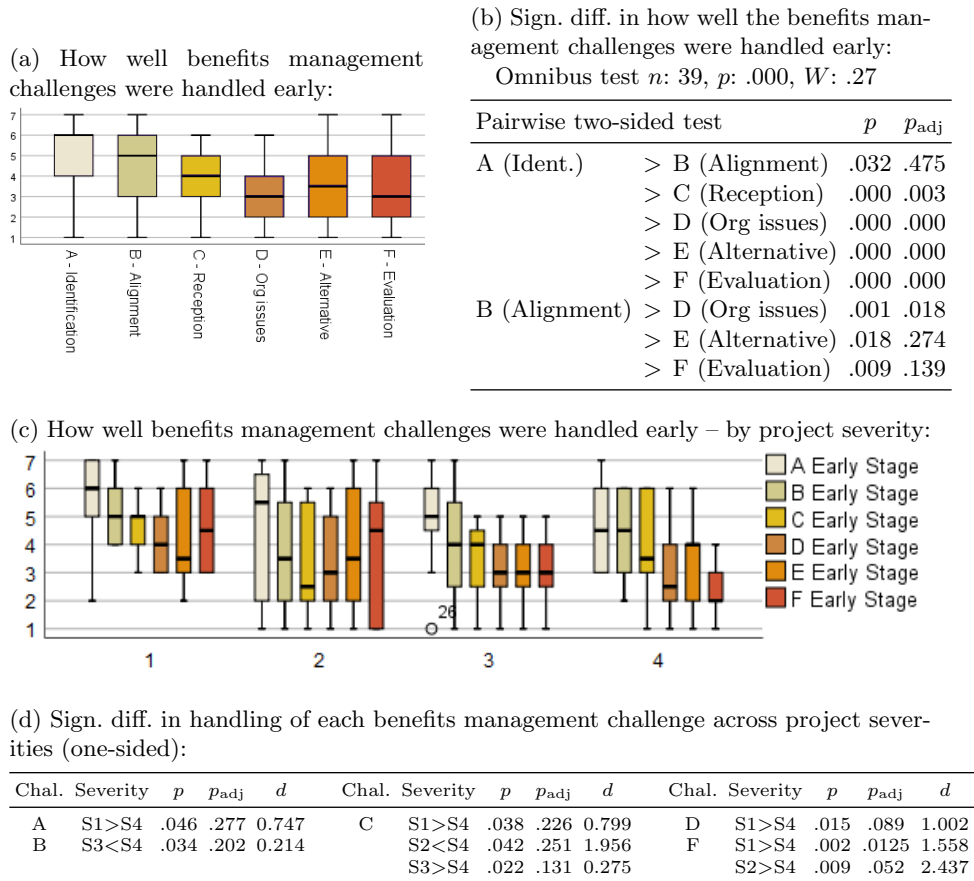 (a) How well benefits management
challenges were handled early:
7
6
5
4
3
2
1
A - Identification
B - Alignment
C - Reception
D - Org issues
E - Alternative
F - Evaluation
(b) Sign. diff. in how well the benefits man-
agement challenges were handled early:
Omnibus test n: 39, p: .000, W: .27
Pairwise two-sided test p p_adj
A (Ident.) > B (Alignment) .032 .475
> C (Reception) .000 .003
> D (Org issues) .000 .000
> E (Alternative) .000 .000
> F (Evaluation) .000 .000
B (Alignment) > D (Org issues) .001 .018
> E (Alternative) .018 .274
> F (Evaluation) .009 .139
(c) How well benefits management challenges were handled early – by project severity:
7
6
5
4
3
2
1
26
1 2 3 4
A Early Stage
B Early Stage
C Early Stage
D Early Stage
E Early Stage
F Early Stage
(d) Sign. diff. in handling of each benefits management challenge across project sever-
ities (one-sided):
Chal. Severity p p_adj d Chal. Severity p p_adj d Chal. Severity p p_adj d
A S1>S4 .046 .277 0.747 C S1>S4 .038 .226 0.799 D S1>S4 .015 .089 1.002
B S3<S4 .034 .202 0.214 S2<S4 .042 .251 1.956 F S1>S4 .002 .0125 1.558
S3>S4 .022 .131 0.275 S2>S4 .009 .052 2.437